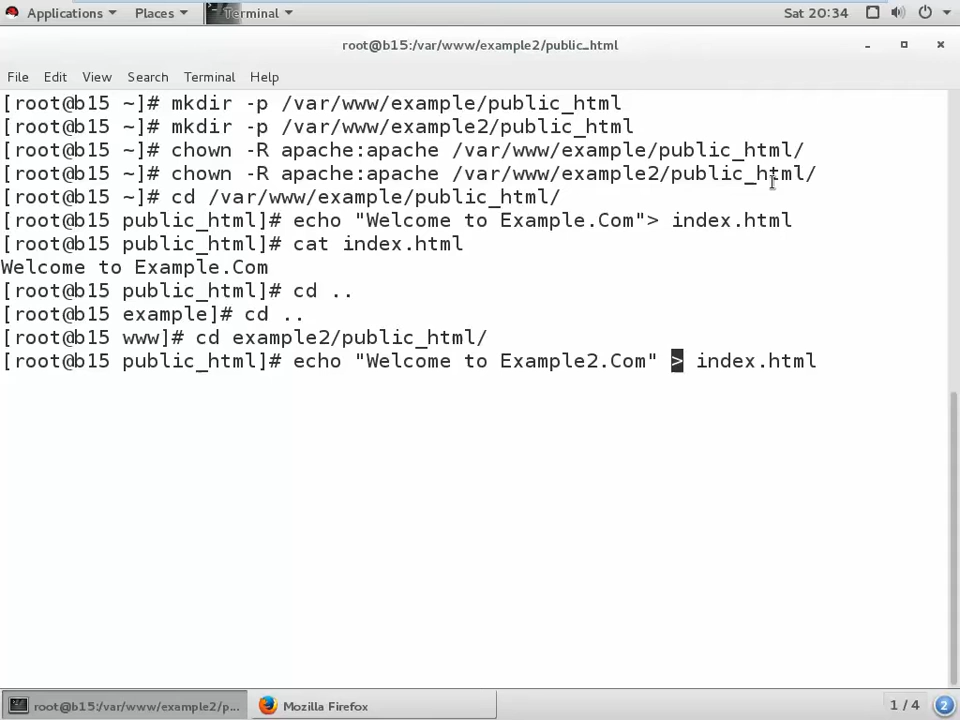 Applications Places Terminal Sat 20:34
root@b15:/var/www/example2/public_html
File Edit View Search Terminal Help
[root@b15 ~]# mkdir -p /var/www/example/public_html
[root@b15 ~]# mkdir -p /var/www/example2/public_html
[root@b15 ~]# chown -R apache:apache /var/www/example/public_html/
[root@b15 ~]# chown -R apache:apache /var/www/example2/public_html/
[root@b15 ~]# cd /var/www/example/public_html/
[root@b15 public_html]# echo "Welcome to Example.Com"> index.html
[root@b15 public_html]# cat index.html
Welcome to Example.Com
[root@b15 public_html]# cd ..
[root@b15 example]# cd ..
[root@b15 www]# cd example2/public_html/
[root@b15 public_html]# echo "Welcome to Example2.Com" > index.html
root@b15:/var/www/example2/p... Mozilla Firefox 1 / 4 2